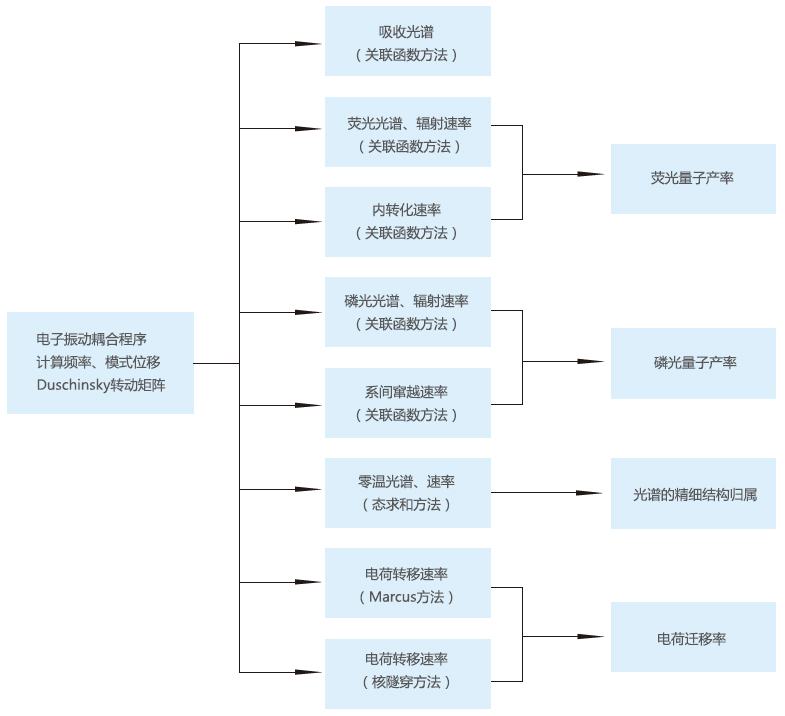 吸收光谱
（关联函数方法）
荧光光谱、辐射速率
（关联函数方法）
荧光量子产率
内转化速率
（关联函数方法）
磷光光谱、辐射速率
（关联函数方法）
电子振动耦合程序
计算频率、模式位移
Duschinsky转动矩阵
磷光量子产率
系间窜越速率
（关联函数方法）
零温光谱、速率
（态求和方法）
光谱的精细结构归属
电荷转移速率
（Marcus方法）
电荷迁移率
电荷转移速率
（核隧穿方法）